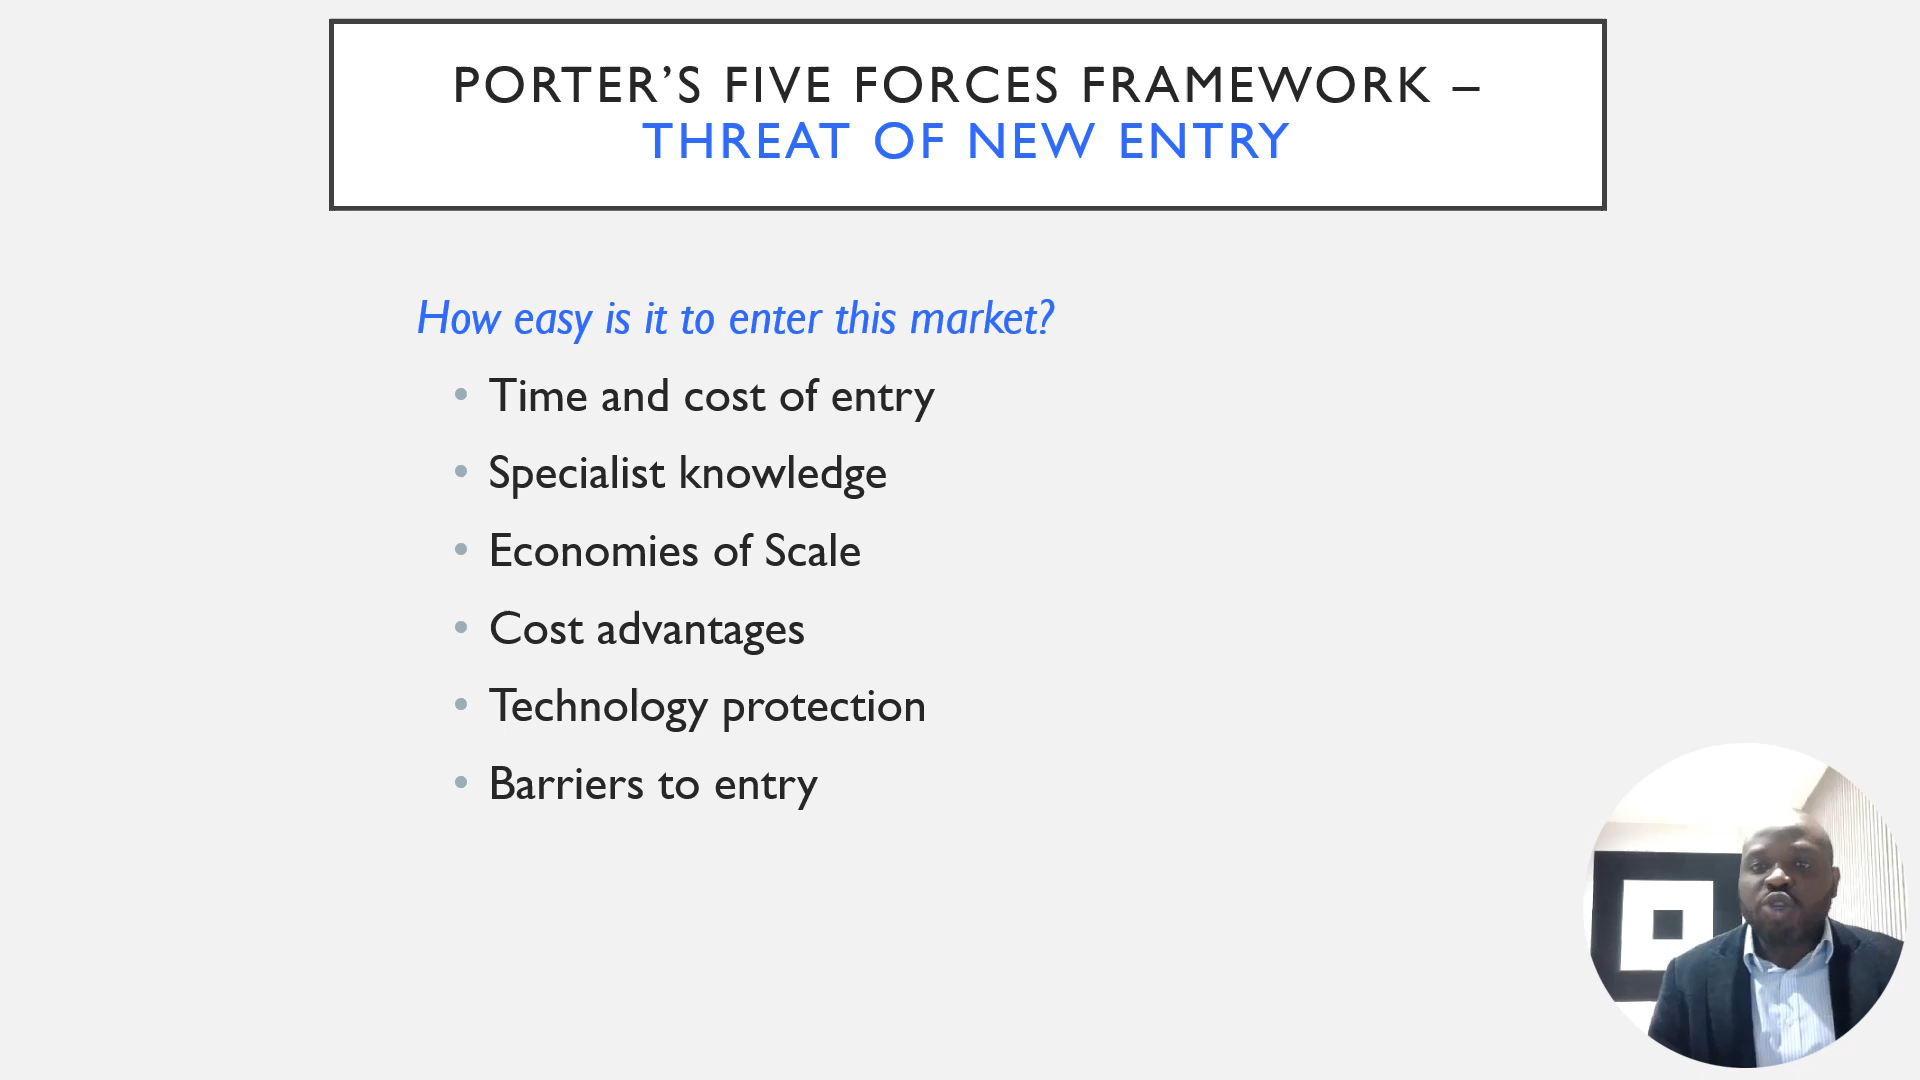 PORTER’S FIVE FORCES FRAMEWORK –
THREAT OF NEW ENTRY
How easy is it to enter this market?
• Time and cost of entry
• Specialist knowledge
• Economies of Scale
• Cost advantages
• Technology protection
• Barriers to entry